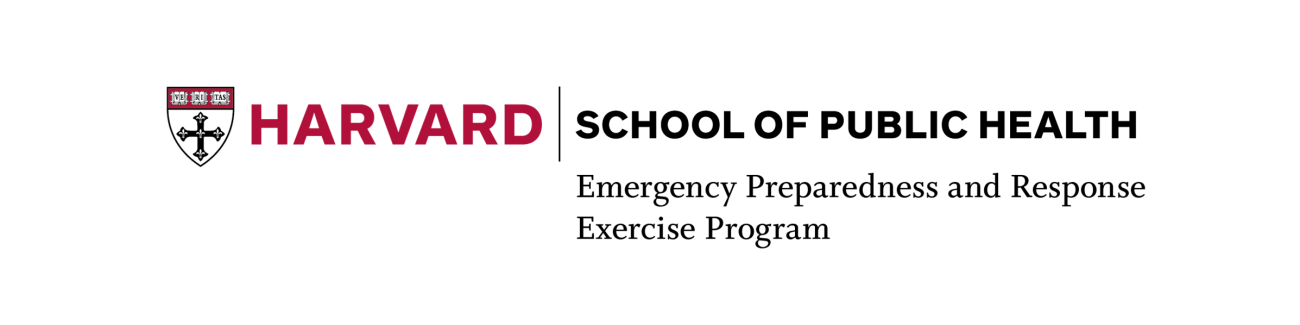 VE RI TAS
HARVARD
SCHOOL OF PUBLIC HEALTH
Emergency Preparedness and Response
Exercise Program